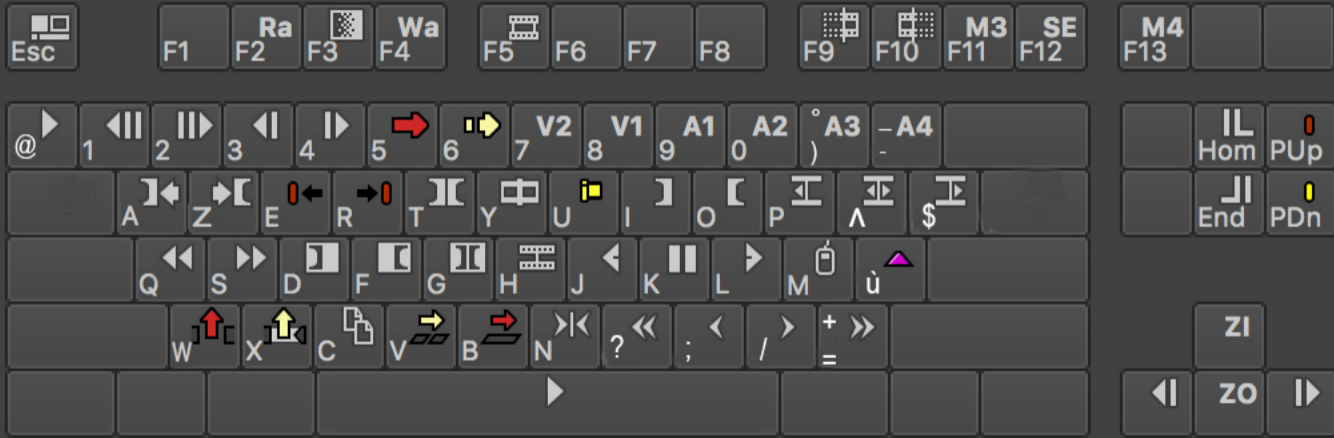 Esc F1 F2 Ra F3 F4 Wa F5 F6 F7 F8 F9 F10 F11 M3 F12 SE F13 M4
@ 1 2 3 4 5 6 7 V2 8 V1 9 A1 0 A2 ° ) A3 _ - A4 Hom PUp
A Z E R T Y U I O P ʌ $ End PDn
Q S D F G H J K L M ù
W X C V B N ? ; / + = ZI
ZO